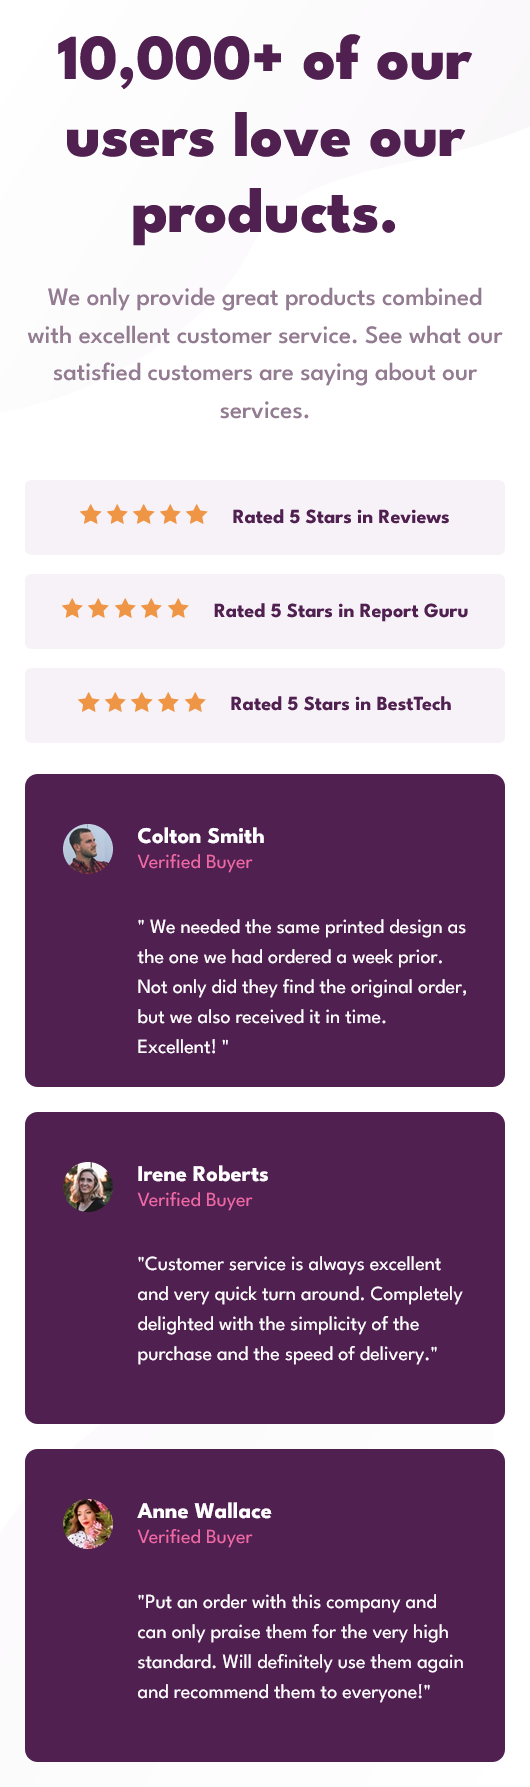 10,000+ of our
users love our
products.
We only provide great products combined
with excellent customer service. See what our
satisfied customers are saying about our
services.
Rated 5 Stars in Reviews
Rated 5 Stars in Report Guru
Rated 5 Stars in BestTech
Colton Smith
Verified Buyer
" We needed the same printed design as
the one we had ordered a week prior.
Not only did they find the original order,
but we also received it in time.
Excellent! "
Irene Roberts
Verified Buyer
"Customer service is always excellent
and very quick turn around. Completely
delighted with the simplicity of the
purchase and the speed of delivery."
Anne Wallace
Verified Buyer
"Put an order with this company and
can only praise them for the very high
standard. Will definitely use them again
and recommend them to everyone!"